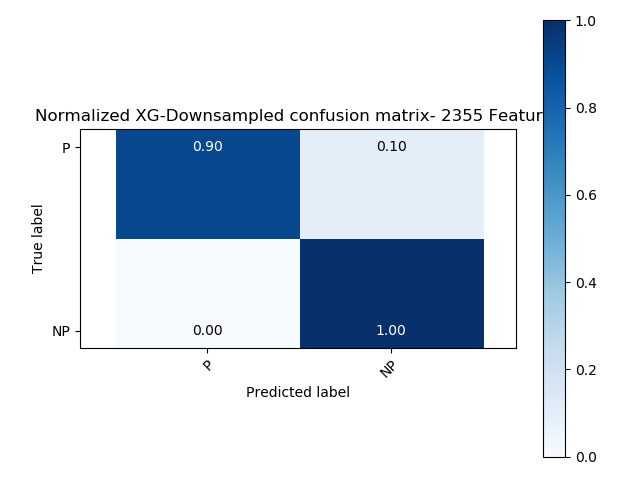 Normalized XG-Downsampled confusion matrix- 2355 Featur
P
0.90
0.10
NP
0.00
1.00
True label
P
NP
Predicted label
1.0
0.8
0.6
0.4
0.2
0.0